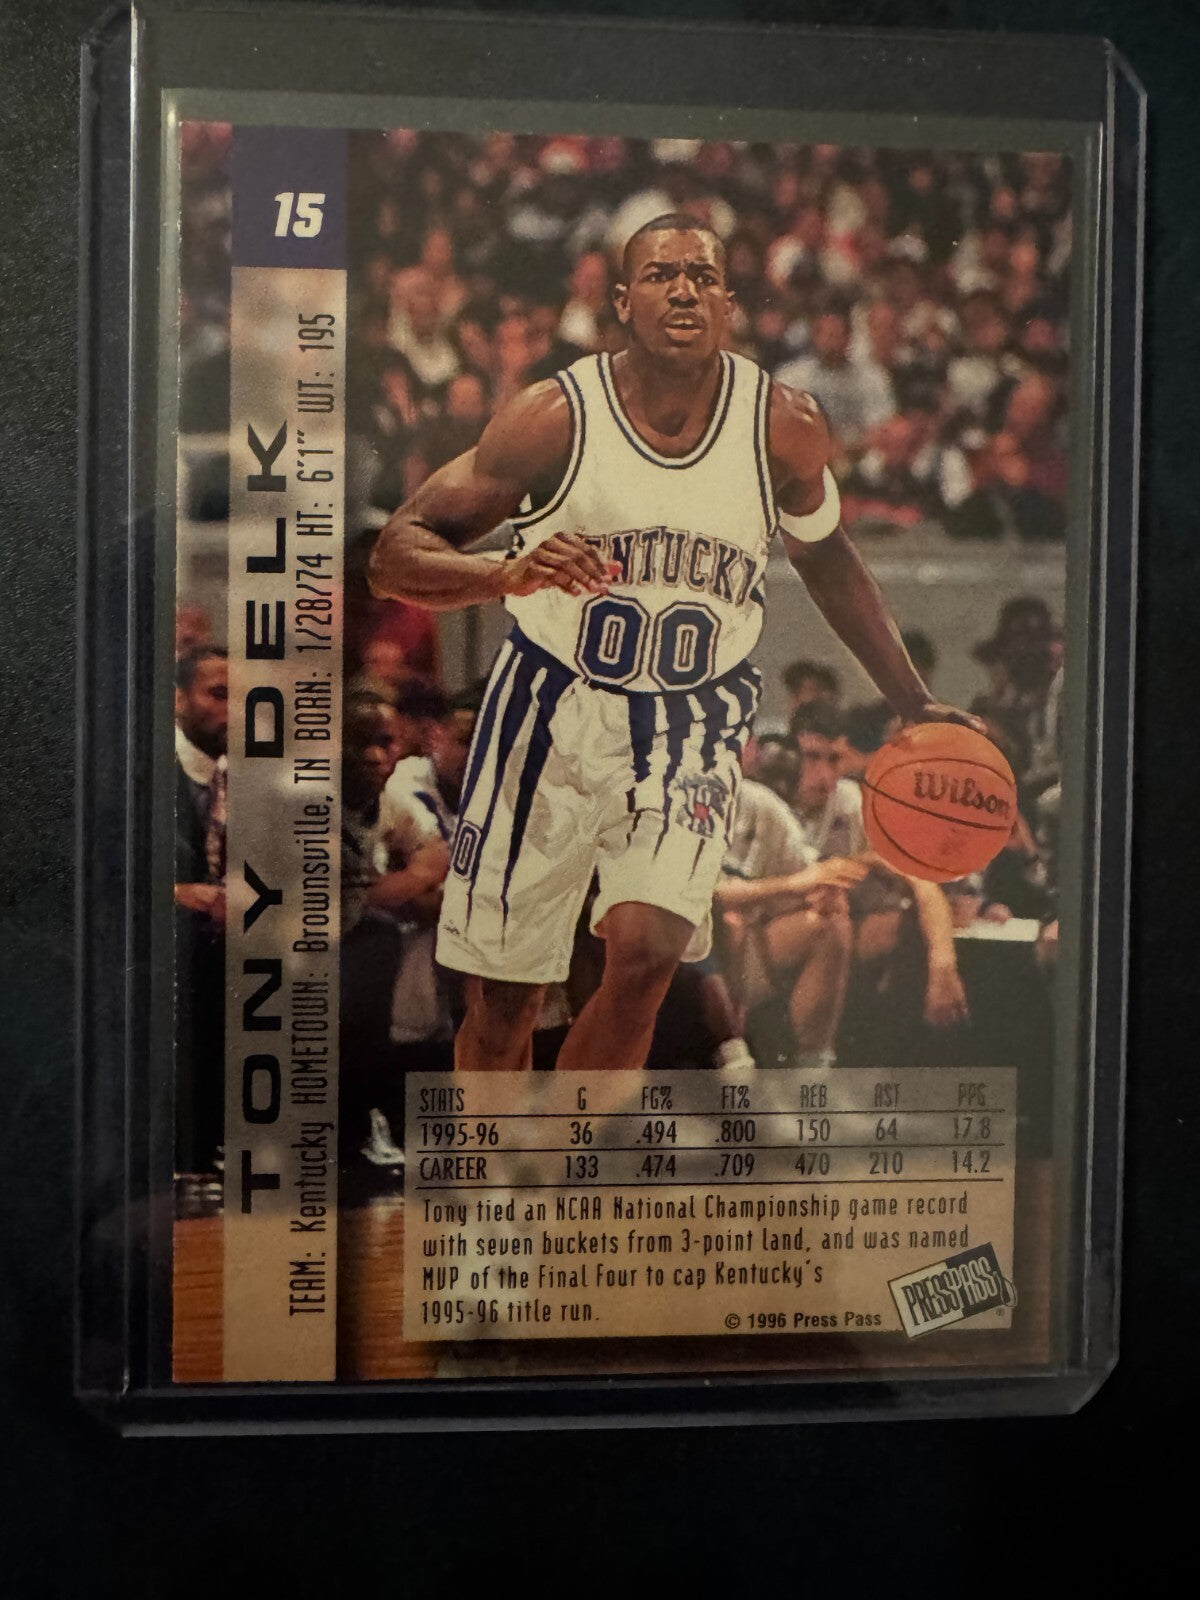 15
TONY DELK
TEAM: Kentucky HOMETOWN: Brownsville, TN BORN: 1/28/74 HT: 6'1" WT: 195
KENTUCKY
00
Wilson
0
STATS G FG% FT% REB AST PPG
1995-96 36 .494 .800 150 64 17.8
CAREER 133 .474 .709 470 210 14.2
Tony tied an NCAA National Championship game record
with seven buckets from 3-point land, and was named
MVP of the Final Four to cap Kentucky's
1995-96 title run.
© 1996 Press Pass
PRESS PASS
®